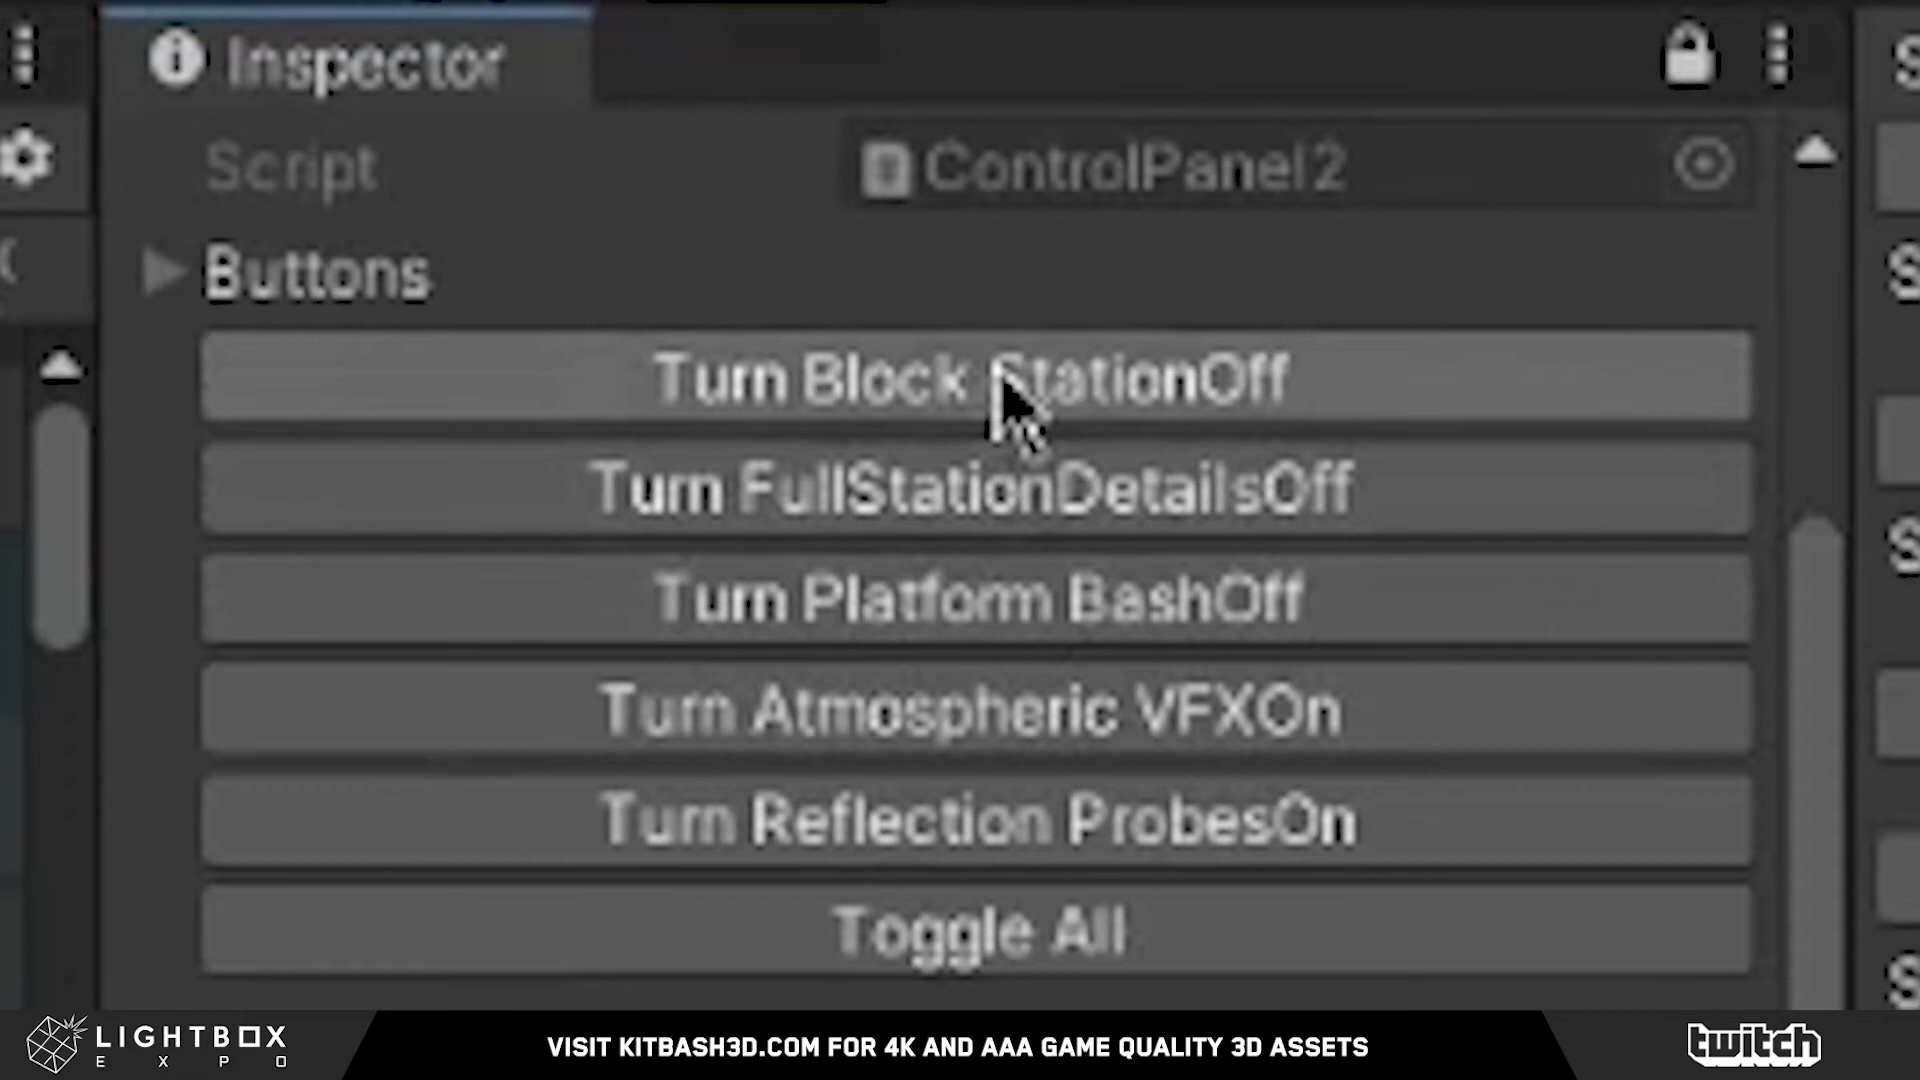 Inspector
Script
ControlPanel2
Buttons
Turn Block StationOff
Turn FullStationDetailsOff
Turn Platform BashOff
Turn Atmospheric VFXOn
Turn Reflection ProbesOn
Toggle All
LIGHTBOX
EXPO
VISIT KITBASH3D.COM FOR 4K AND AAA GAME QUALITY 3D ASSETS
twitch